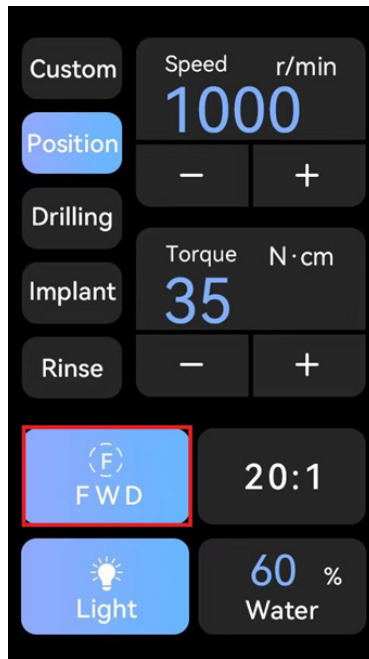 Custom
Position
Drilling
Implant
Rinse
Speed r/min
1000
− +
Torque N·cm
35
− +
(F)
FWD
20:1
Light
60 %
Water